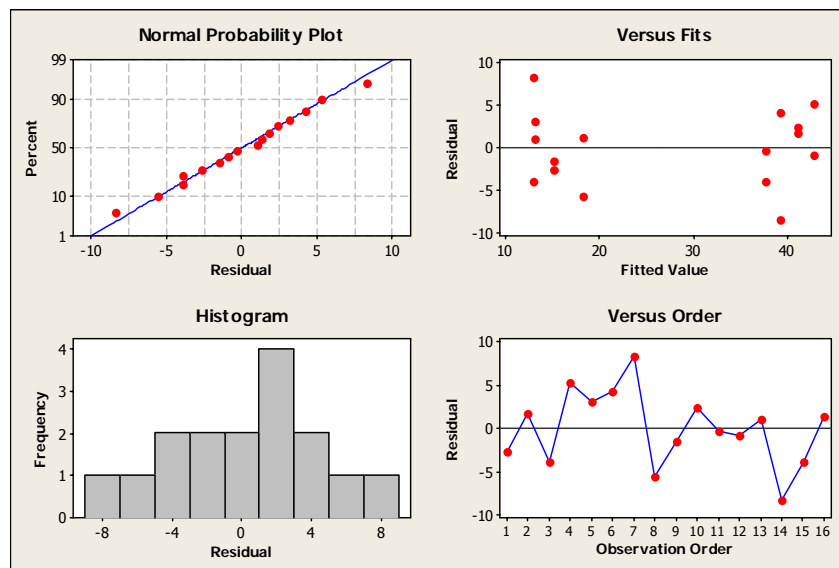 Normal Probability Plot
99
90
50
10
1
Percent
-10 -5 0 5 10
Residual
Versus Fits
10
5
0
-5
-10
Residual
10 20 30 40
Fitted Value
Histogram
4
3
2
1
0
Frequency
-8 -4 0 4 8
Residual
Versus Order
10
5
0
-5
-10
Residual
1 2 3 4 5 6 7 8 9 10 11 12 13 14 15 16
Observation Order